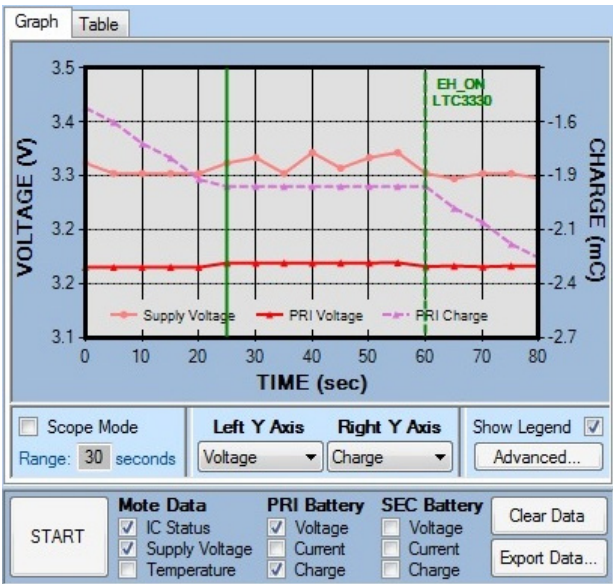 Graph Table
3.5
3.4
3.3
3.2
3.2
3.1
VOLTAGE (V)
EH_ON
LTC3330
-1.6
-1.9
-2.1
-2.4
-2.7
CHARGE (mC)
Supply Voltage PRI Voltage PRI Charge
0 10 20 30 40 50 60 70 80
TIME (sec)
Scope Mode
Range: 30 seconds
Left Y Axis Right Y Axis
Voltage Charge
Show Legend
Advanced...
START
Mote Data PRI Battery SEC Battery
IC Status Voltage Voltage
Supply Voltage Current Current
Temperature Charge Charge
Clear Data
Export Data...